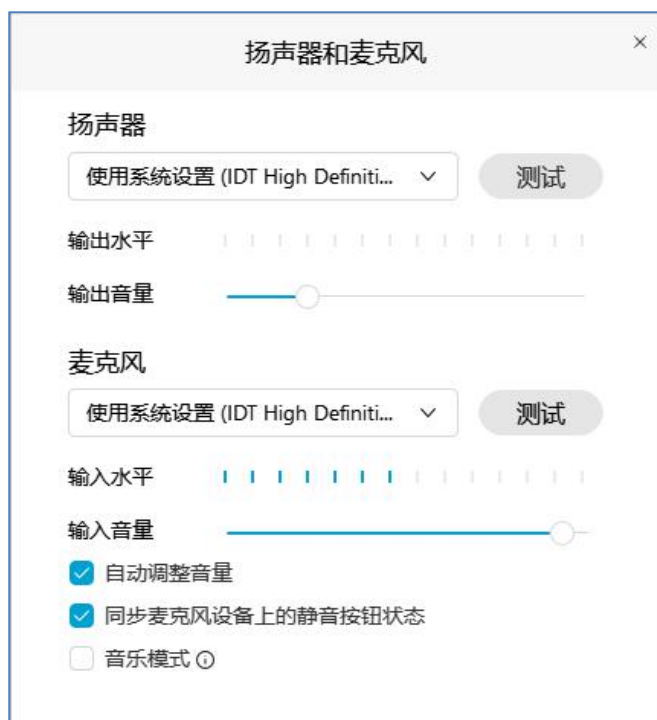 扬声器和麦克风
扬声器
使用系统设置 (IDT High Definiti...
测试
输出水平
输出音量
麦克风
使用系统设置 (IDT High Definiti...
测试
输入水平
输入音量
自动调整音量
同步麦克风设备上的静音按钮状态
音乐模式